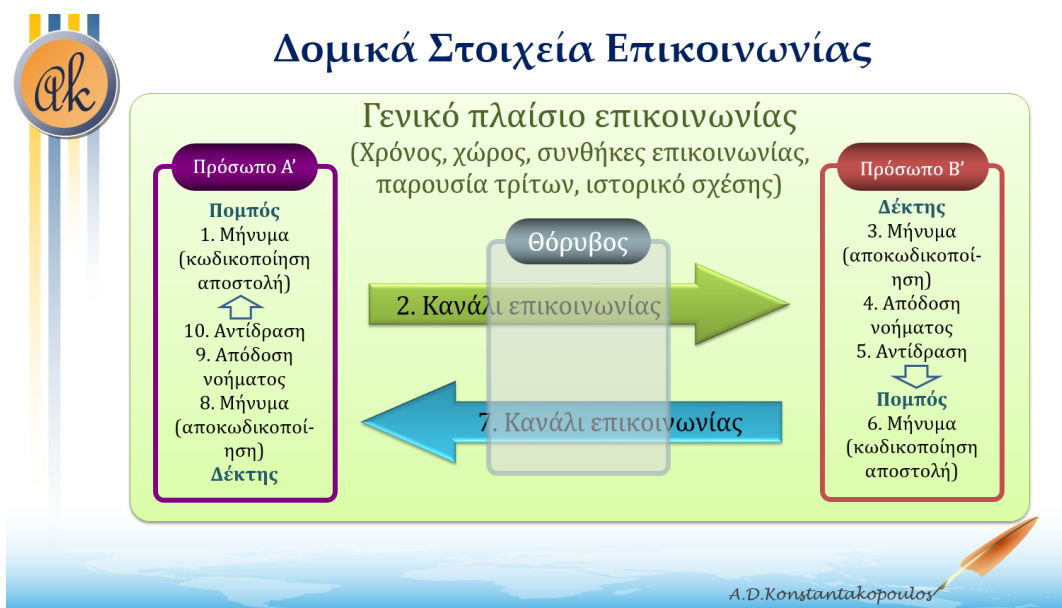 ak
Δομικά Στοιχεία Επικοινωνίας
Γενικό πλαίσιο επικοινωνίας
(Χρόνος, χώρος, συνθήκες επικοινωνίας,
παρουσία τρίτων, ιστορικό σχέσης)
Πρόσωπο Α’
Πομπός
1. Μήνυμα
(κωδικοποίηση
αποστολή)
10. Αντίδραση
9. Απόδοση
νοήματος
8. Μήνυμα
(αποκωδικοποί-
ηση)
Δέκτης
Θόρυβος
2. Κανάλι επικοινωνίας
7. Κανάλι επικοινωνίας
Πρόσωπο Β’
Δέκτης
3. Μήνυμα
(αποκωδικοποί-
ηση)
4. Απόδοση
νοήματος
5. Αντίδραση
Πομπός
6. Μήνυμα
(κωδικοποίηση
αποστολή)
A.D.Konstantakopoulos